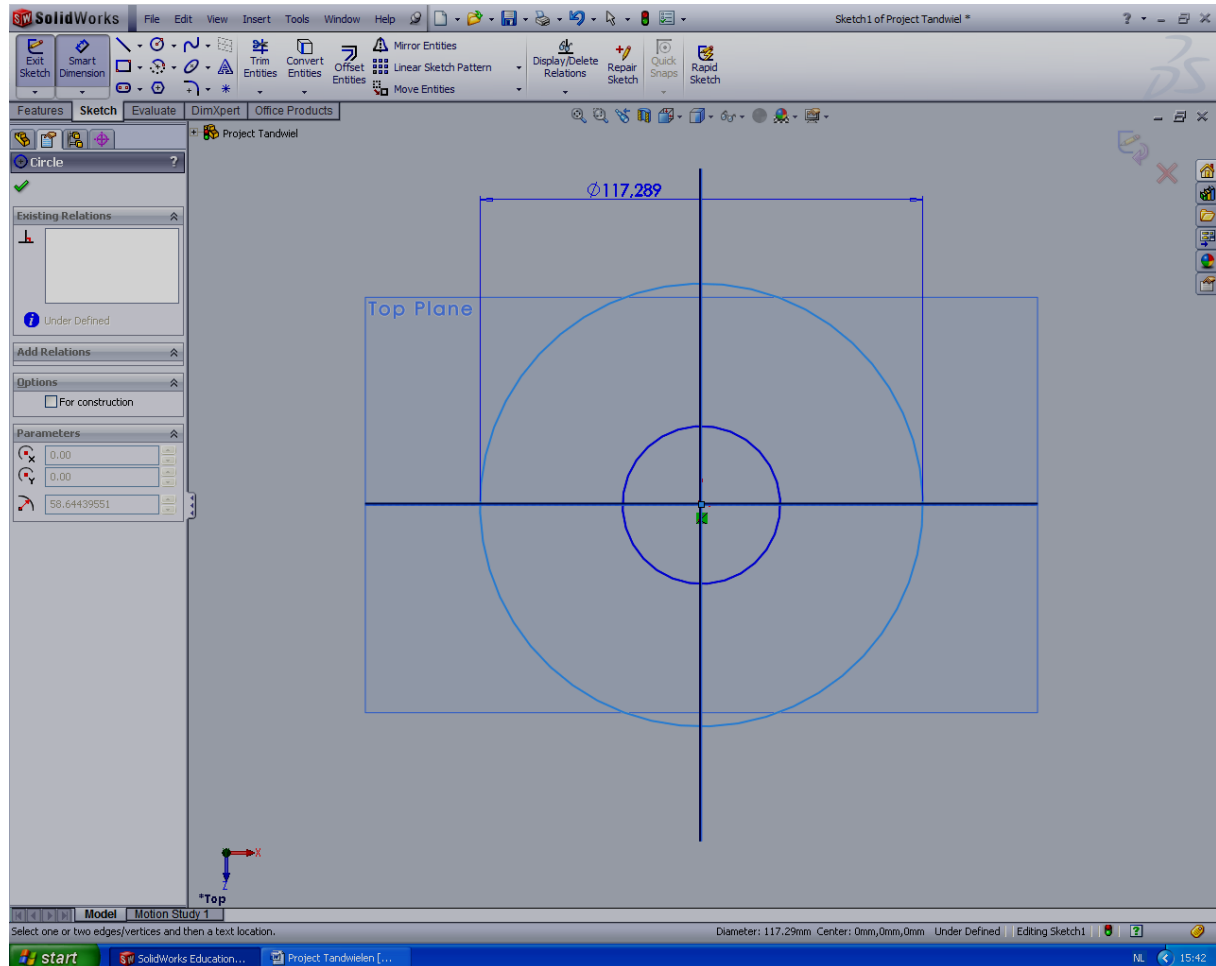 SolidWorks File Edit View Insert Tools Window Help Sketch1 of Project Tandwiel * ?
Exit Sketch
Smart Dimension
Trim Entities
Convert Entities
Offset Entities
Mirror Entities
Linear Sketch Pattern
Move Entities
Display/Delete Relations
Repair Sketch
Quick Snaps
Rapid Sketch
Features Sketch Evaluate DimXpert Office Products
Project Tandwiel
Circle ?
Existing Relations
Under Defined
Add Relations
Options
For construction
Parameters
0.00
0.00
58.64439551
Ø117,289
Top Plane
X
Z
*Top
Model Motion Study 1
Select one or two edges/vertices and then a text location. Diameter: 117.29mm Center: 0mm,0mm,0mm Under Defined Editing Sketch1 ?
start SolidWorks Education... Project Tandwielen [... NL 15:42